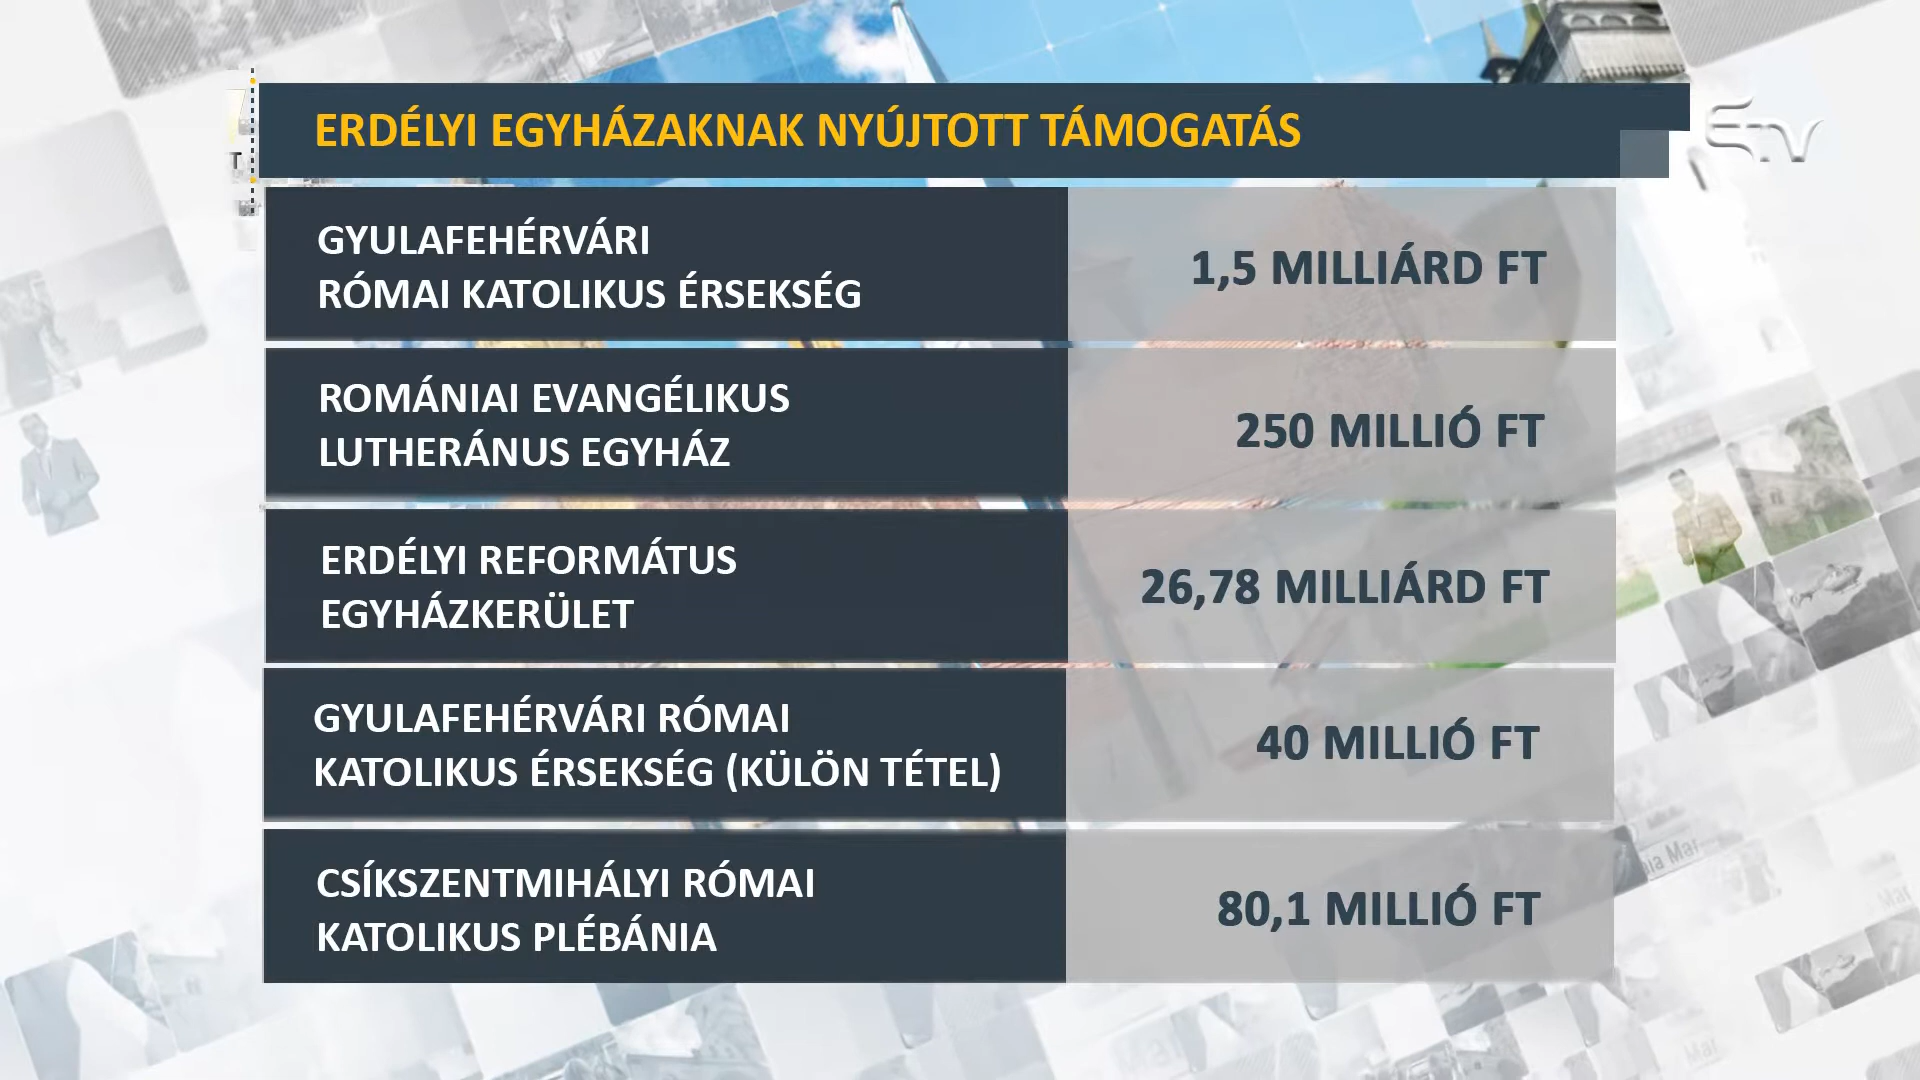 ERDÉLYI EGYHÁZAKNAK NYÚJTOTT TÁMOGATÁS
ETV
GYULAFEHÉRVÁRI
RÓMAI KATOLIKUS ÉRSEKSÉG
1,5 MILLIÁRD FT
ROMÁNIAI EVANGÉLIKUS
LUTHERÁNUS EGYHÁZ
250 MILLIÓ FT
ERDÉLYI REFORMÁTUS
EGYHÁZKERÜLET
26,78 MILLIÁRD FT
GYULAFEHÉRVÁRI RÓMAI
KATOLIKUS ÉRSEKSÉG (KÜLÖN TÉTEL)
40 MILLIÓ FT
CSÍKSZENTMIHÁLYI RÓMAI
KATOLIKUS PLÉBÁNIA
80,1 MILLIÓ FT